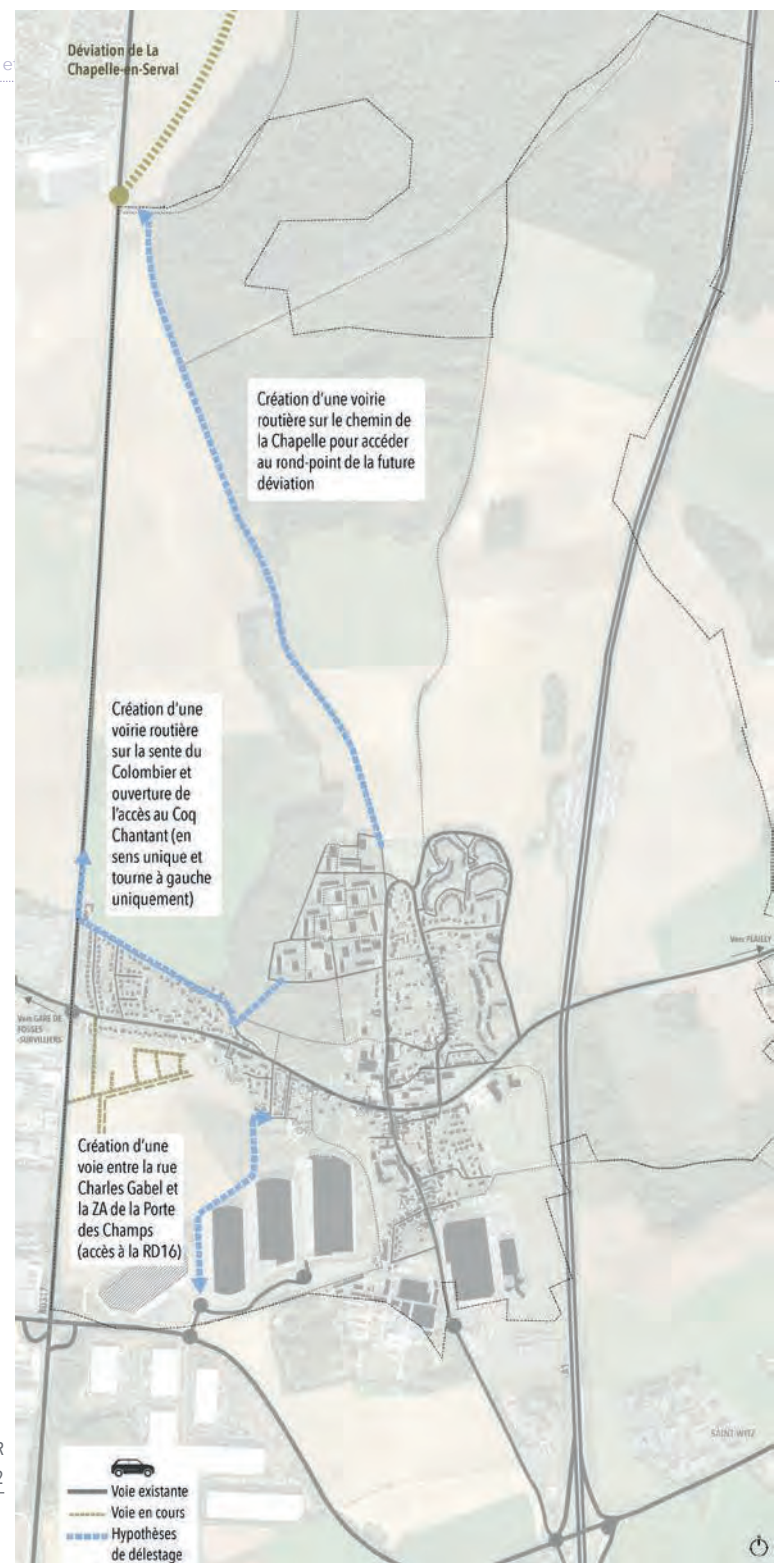 et
Déviation de La
Chapelle-en-Serval
Création d'une voirie
routière sur le chemin de
la Chapelle pour accéder
au rond-point de la future
déviation
Création d'une
voirie routière
sur la sente du
Colombier et
ouverture de
l'accès au Coq
Chantant (en
sens unique et
tourne à gauche
uniquement)
Vers PLAILLY
Vers GARE DE
FOSSES
-SURVILLIERS
Création d'une
voie entre la rue
Charles Gabel et
la ZA de la Porte
des Champs
(accès à la RD16)
RD317
A1
SAINT-WITZ
R
2
Voie existante
Voie en cours
Hypothèses
de délestage